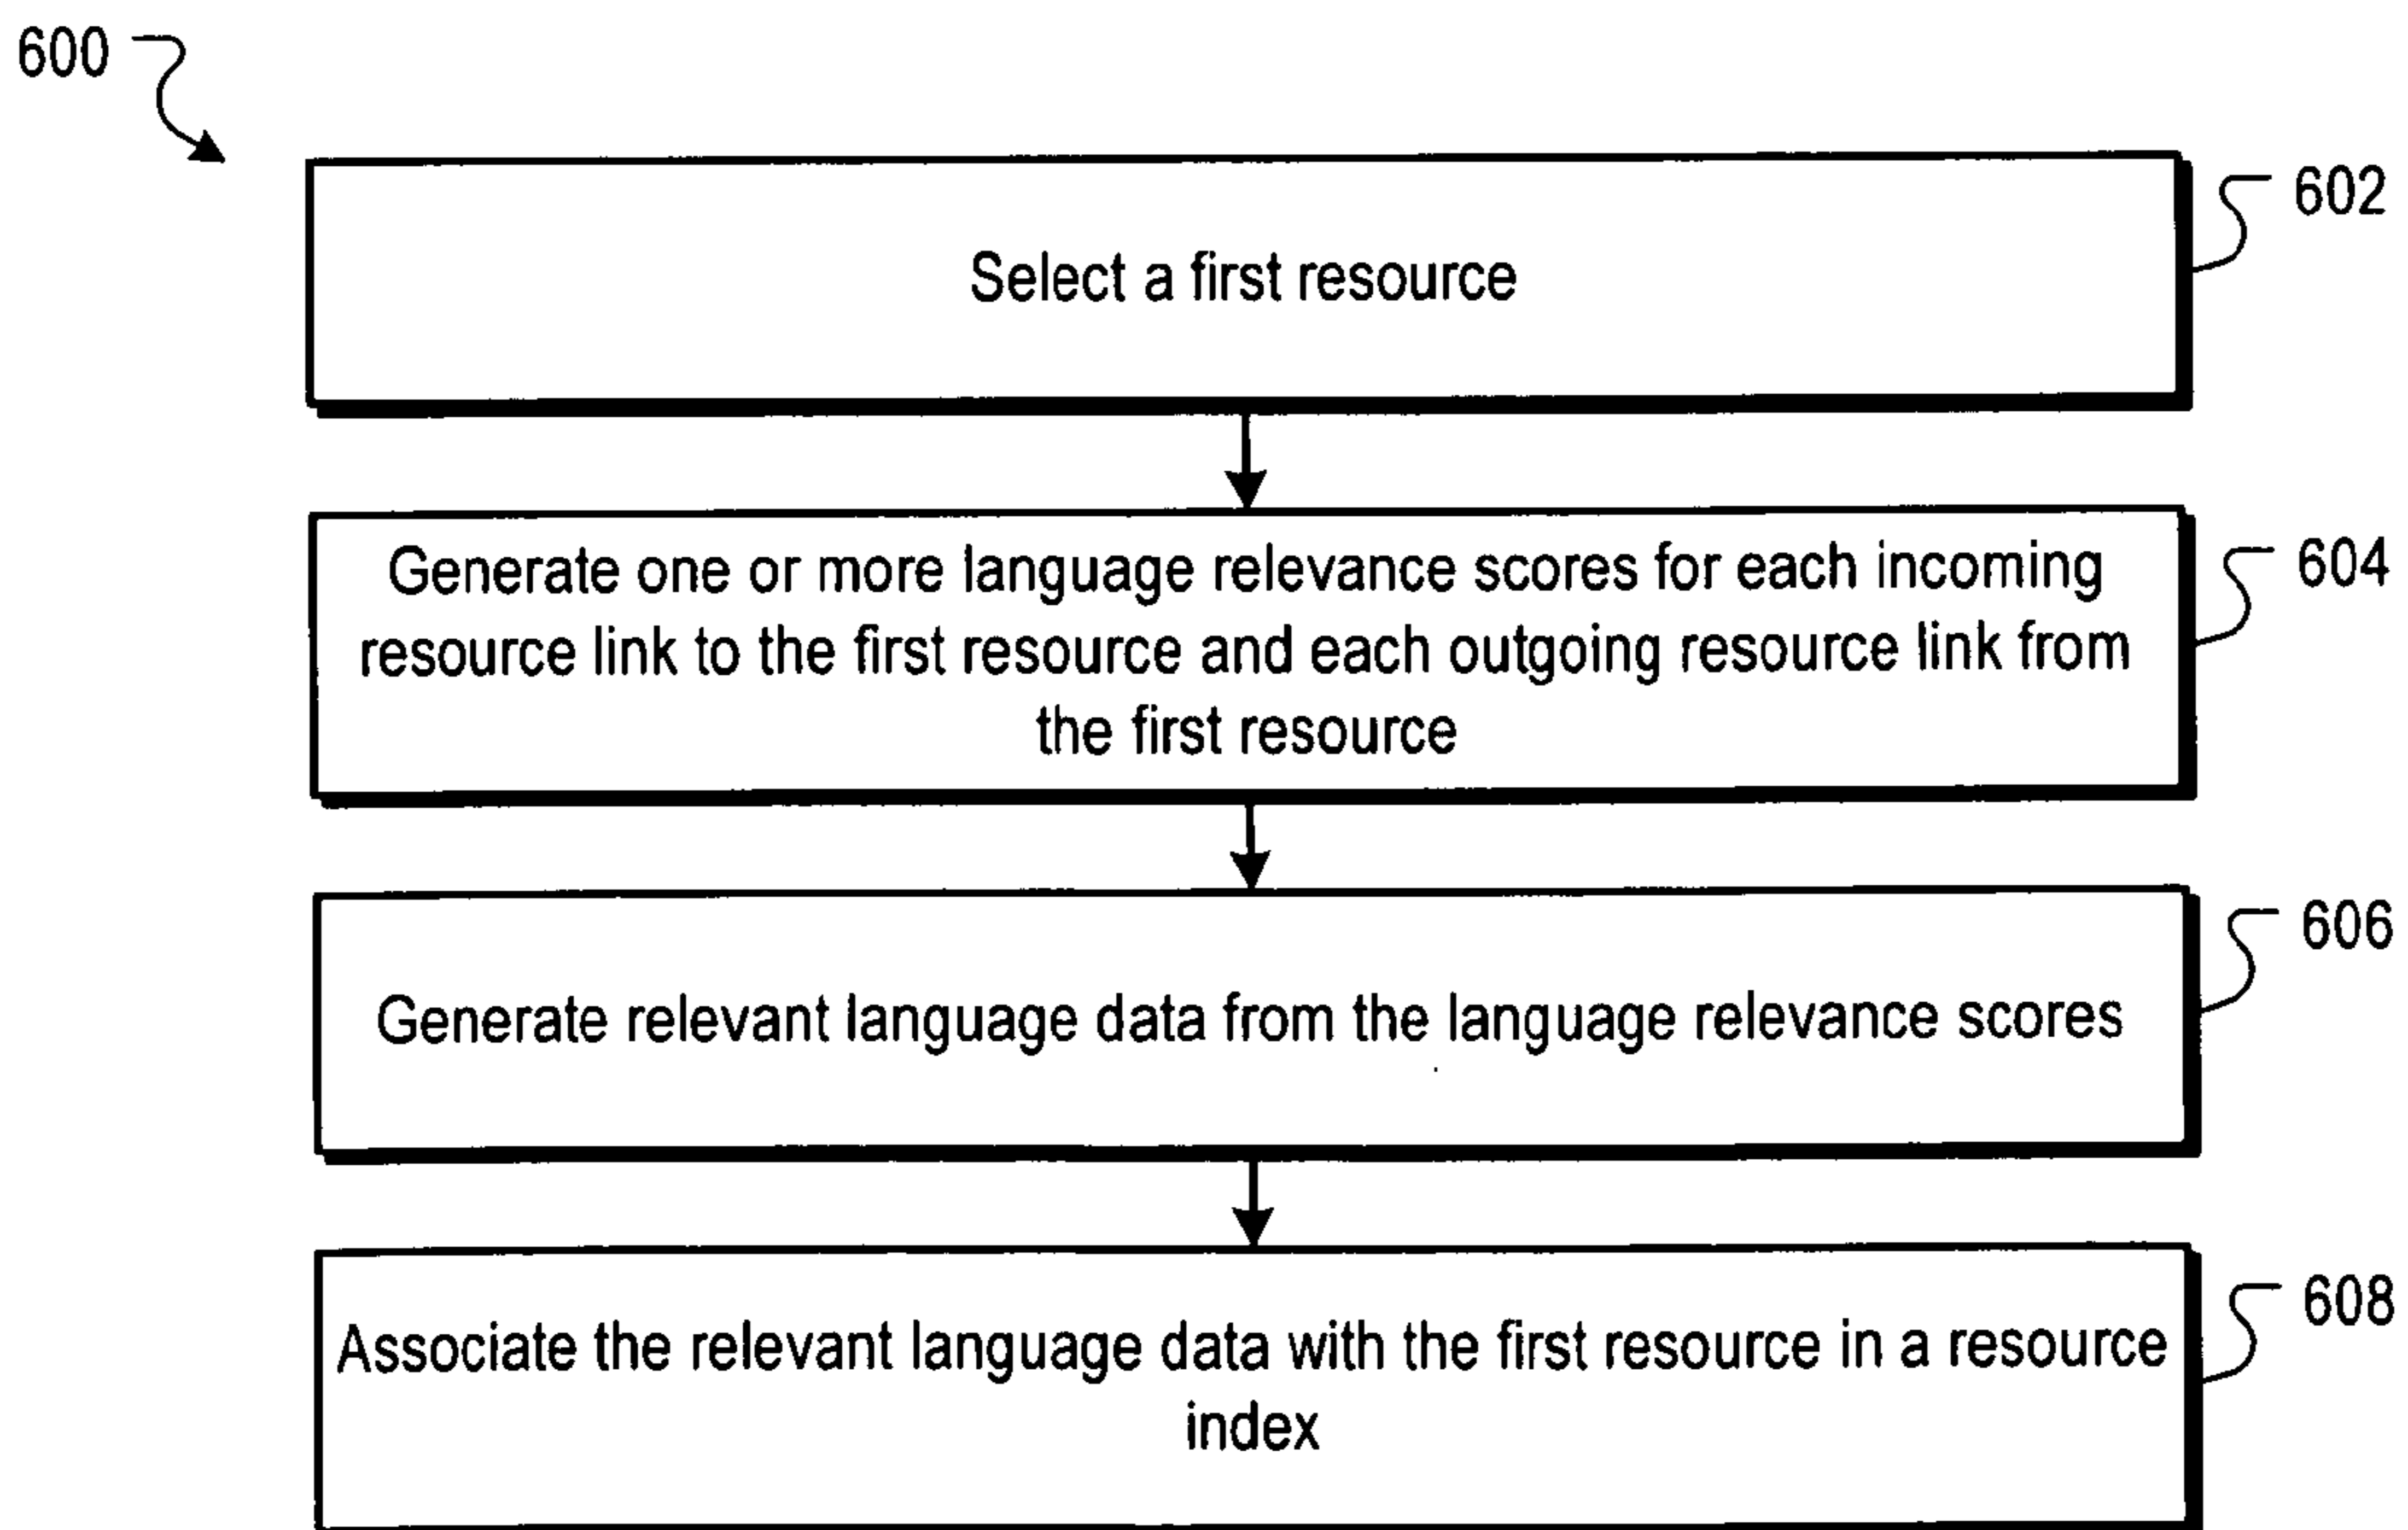 600
602
Select a first resource
604
Generate one or more language relevance scores for each incoming
resource link to the first resource and each outgoing resource link from
the first resource
606
Generate relevant language data from the language relevance scores
608
Associate the relevant language data with the first resource in a resource
index